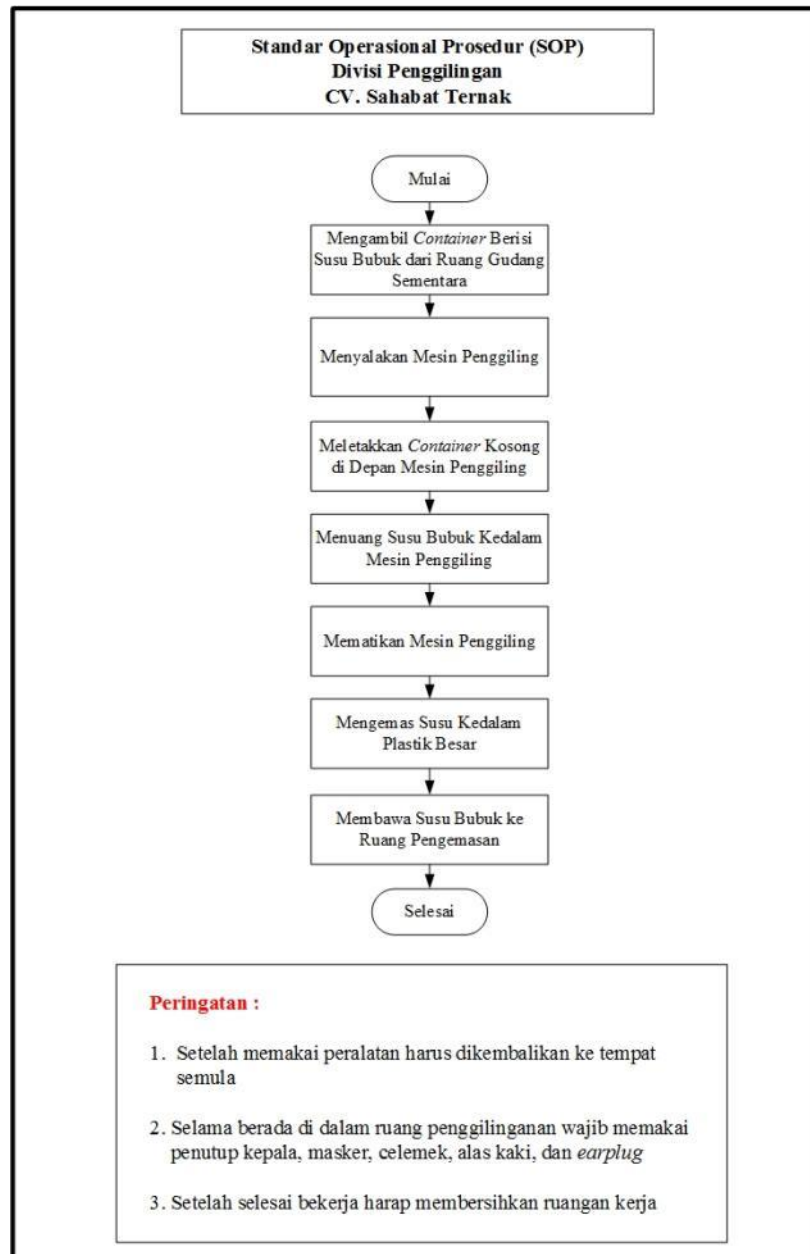 Standar Operasional Prosedur (SOP)
Divisi Penggilingan
CV. Sahabat Ternak
Mulai
Mengambil Container Berisi
Susu Bubuk dari Ruang Gudang
Sementara
Menyalakan Mesin Penggiling
Meletakkan Container Kosong
di Depan Mesin Penggiling
Menuang Susu Bubuk Kedalam
Mesin Penggiling
Mematikan Mesin Penggiling
Mengemas Susu Kedalam
Plastik Besar
Membawa Susu Bubuk ke
Ruang Pengemasan
Selesai
Peringatan :
1. Setelah memakai peralatan harus dikembalikan ke tempat
semula
2. Selama berada di dalam ruang penggilinganan wajib memakai
penutup kepala, masker, celemek, alas kaki, dan earplug
3. Setelah selesai bekerja harap membersihkan ruangan kerja